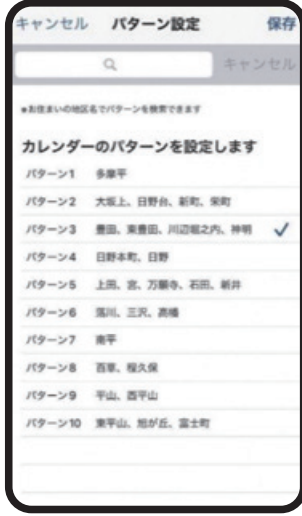 キャンセル パターン設定 保存
キャンセル
※お住まいの地区名でパターンを検索できます
カレンダーのパターンを設定します
パターン1 多摩平
パターン2 大坂上、日野台、新町、栄町
パターン3 豊田、東豊田、川辺堀之内、神明
パターン4 日野本町、日野
パターン5 上田、宮、万願寺、石田、新井
パターン6 落川、三沢、高幡
パターン7 南平
パターン8 百草、程久保
パターン9 平山、西平山
パターン10 東平山、旭が丘、富士町